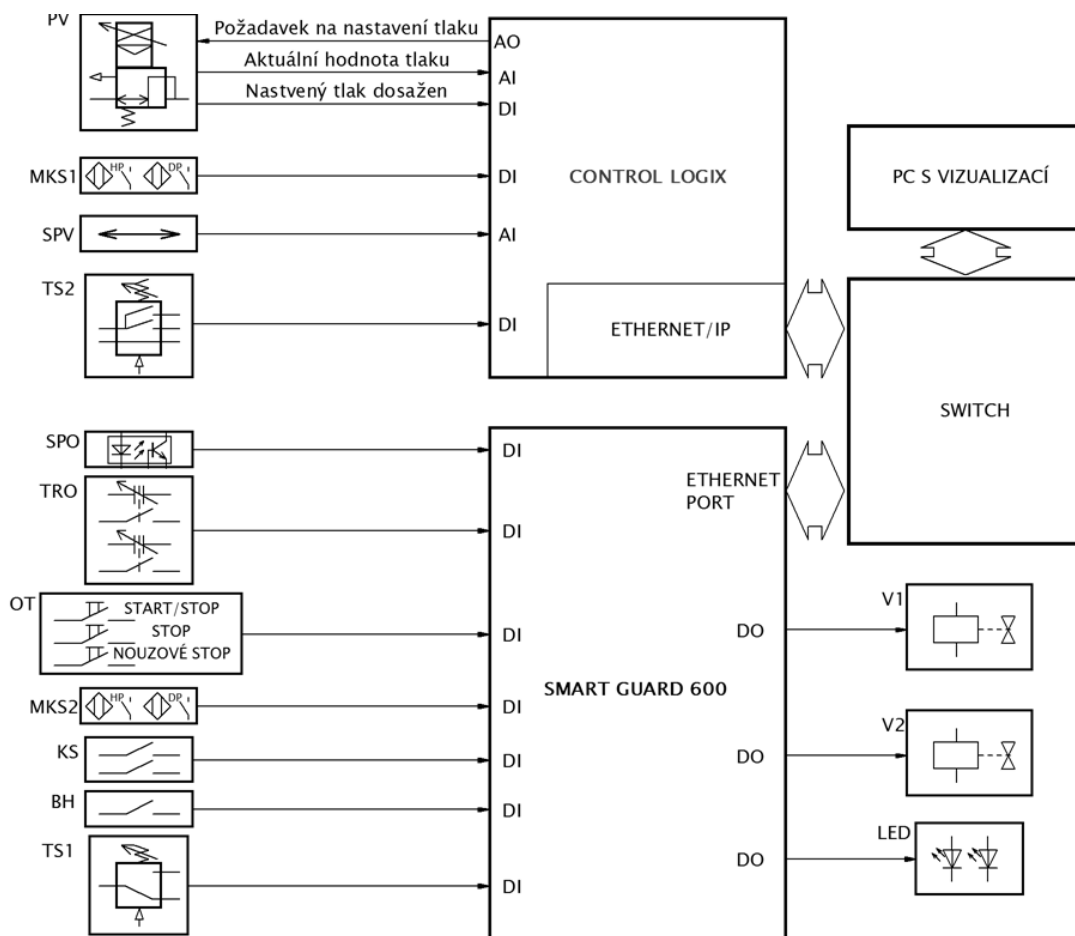 PV
Požadavek na nastavení tlaku
AO
Aktuální hodnota tlaku
AI
Nastvený tlak dosažen
DI
MKS1
HP
DP
DI
CONTROL LOGIX
PC S VIZUALIZACÍ
SPV
AI
TS2
DI
ETHERNET/IP
SWITCH
SPO
DI
TRO
ETHERNET
PORT
DI
OT
START/STOP
STOP
NOUZOVÉ STOP
DI
DO
V1
SMART GUARD 600
MKS2
HP
DP
DI
KS
DI
DO
V2
BH
DI
LED
TS1
DI
DO